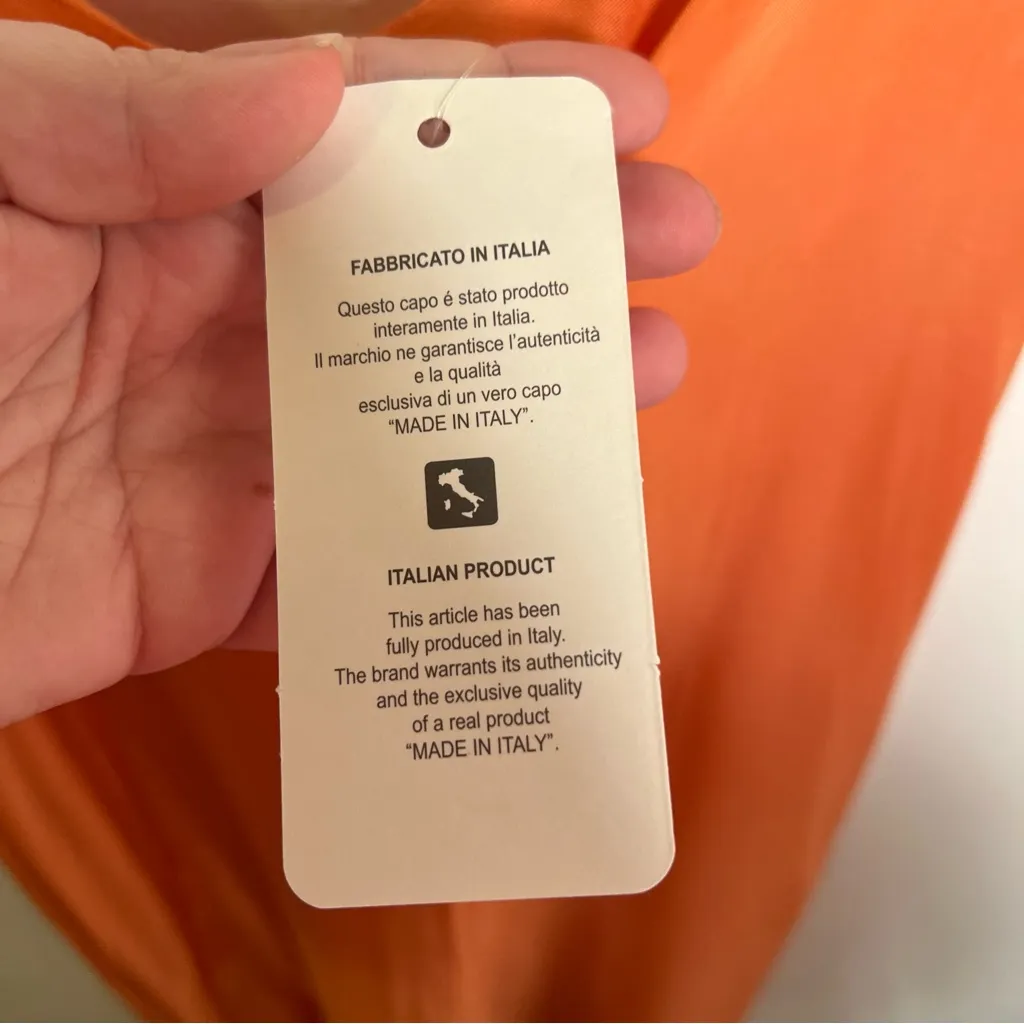 FABBRICATO IN ITALIA
Questo capo é stato prodotto
interamente in Italia.
Il marchio ne garantisce l'autenticità
e la qualità
esclusiva di un vero capo
“MADE IN ITALY”.
ITALIAN PRODUCT
This article has been
fully produced in Italy.
The brand warrants its authenticity
and the exclusive quality
of a real product
“MADE IN ITALY”.